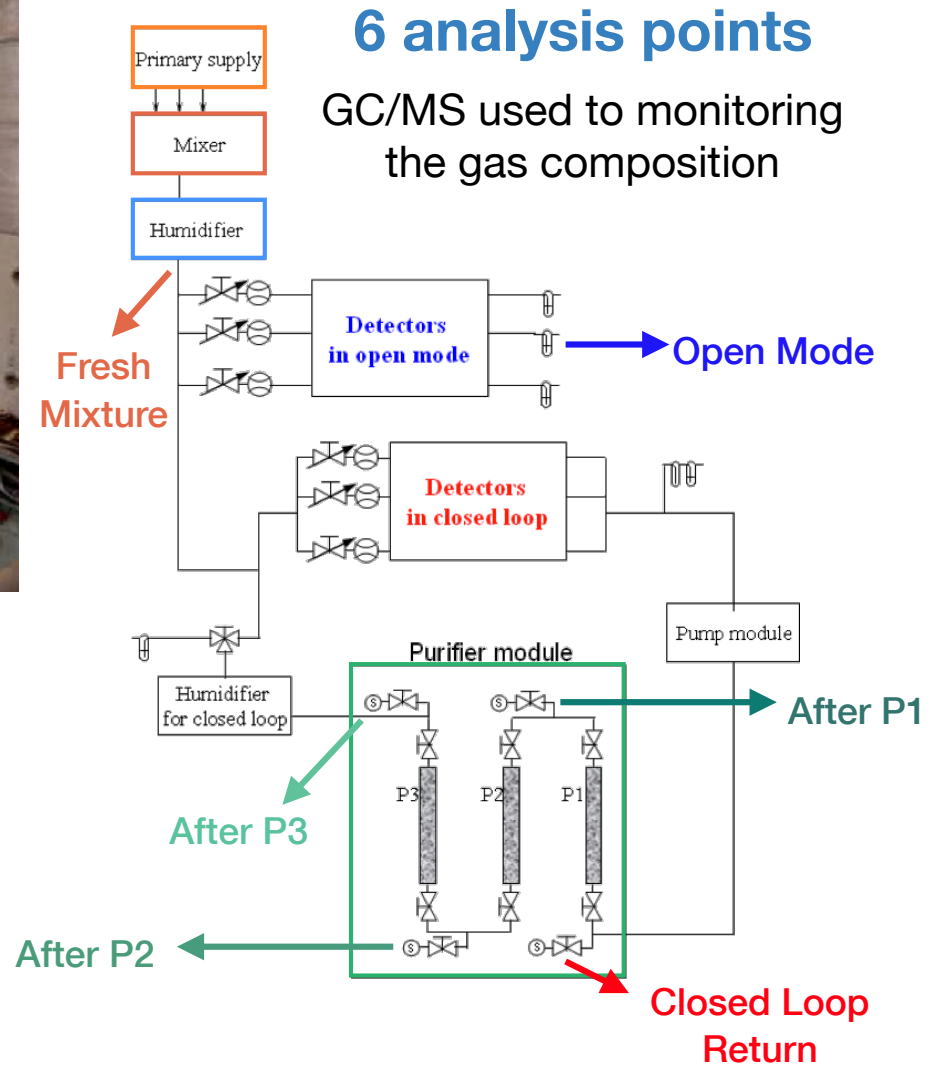 6 analysis points
GC/MS used to monitoring
the gas composition
Primary supply
Mixer
Humidifier
Fresh
Mixture
Detectors
in open mode
Open Mode
Detectors
in closed loop
Pump module
Purifier module
Humidifier
for closed loop
S
S
After P1
P3
P2
P1
After P3
After P2
S
S
Closed Loop
Return